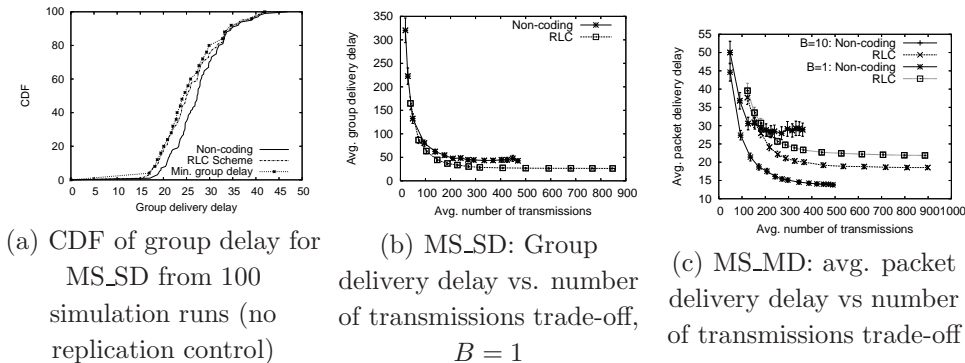 100
80
60
40
20
0
CDF
Non-coding
RLC Scheme
Min. group delay
0 5 10 15 20 25 30 35 40 45 50
Group delivery delay
(a) CDF of group delay for
MS_SD from 100
simulation runs (no
replication control)
350
300
250
200
150
100
50
0
Avg. group delivery delay
Non-coding
RLC
0 100 200 300 400 500 600 700 800 900
Avg. number of transmissions
(b) MS_SD: Group
delivery delay vs. number
of transmissions trade-off,
B = 1
55
50
45
40
35
30
25
20
15
10
Avg. packet delivery delay
B=10: Non-coding
RLC
B=1: Non-coding
RLC
0 100 200 300 400 500 600 700 800 900 1000
Avg. number of transmissions
(c) MS_MD: avg. packet
delivery delay vs number
of transmissions trade-off